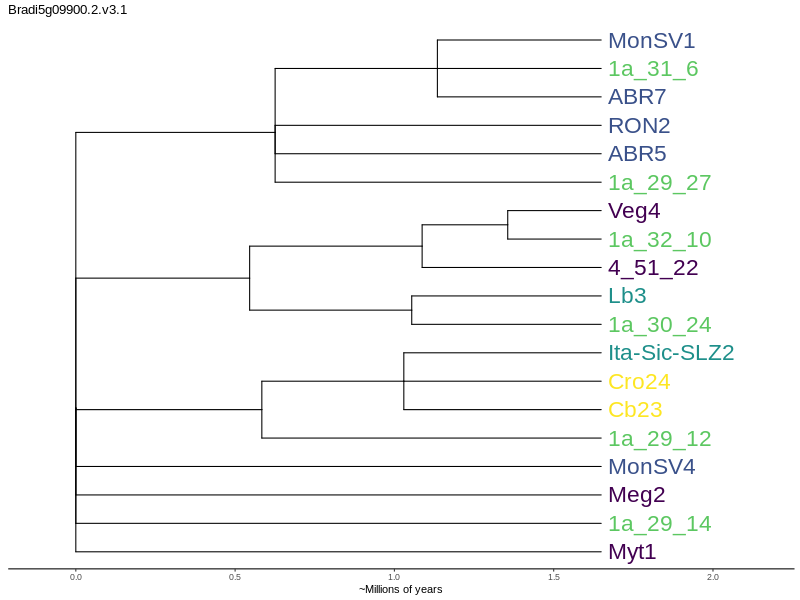 Bradi5g09900.2.v3.1
MonSV1
1a_31_6
ABR7
RON2
ABR5
1a_29_27
Veg4
1a_32_10
4_51_22
Lb3
1a_30_24
Ita-Sic-SLZ2
Cro24
Cb23
1a_29_12
MonSV4
Meg2
1a_29_14
Myt1
0.0 0.5 1.0 1.5 2.0
~Millions of years